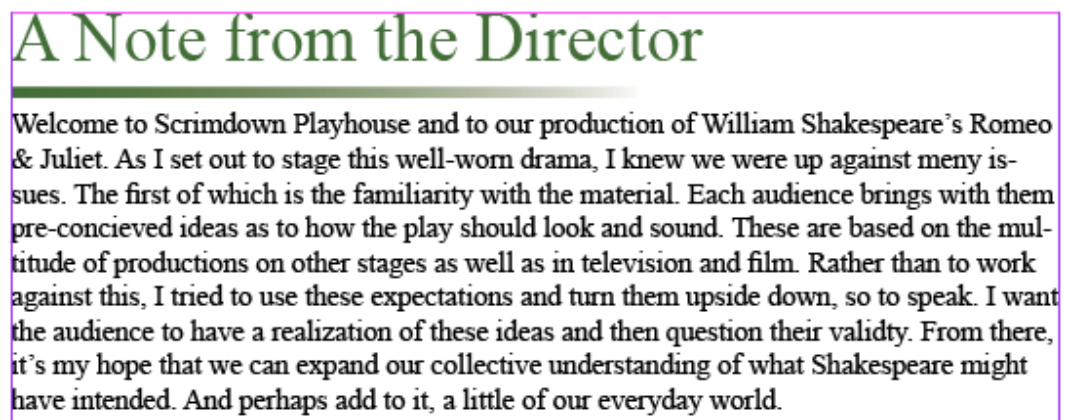 A Note from the Director
Welcome to Scrimdown Playhouse and to our production of William Shakespeare’s Romeo
& Juliet. As I set out to stage this well-worn drama, I knew we were up against meny is-
sues. The first of which is the familiarity with the material. Each audience brings with them
pre-concieved ideas as to how the play should look and sound. These are based on the mul-
titude of productions on other stages as well as in television and film. Rather than to work
against this, I tried to use these expectations and turn them upside down, so to speak. I want
the audience to have a realization of these ideas and then question their validty. From there,
it’s my hope that we can expand our collective understanding of what Shakespeare might
have intended. And perhaps add to it, a little of our everyday world.